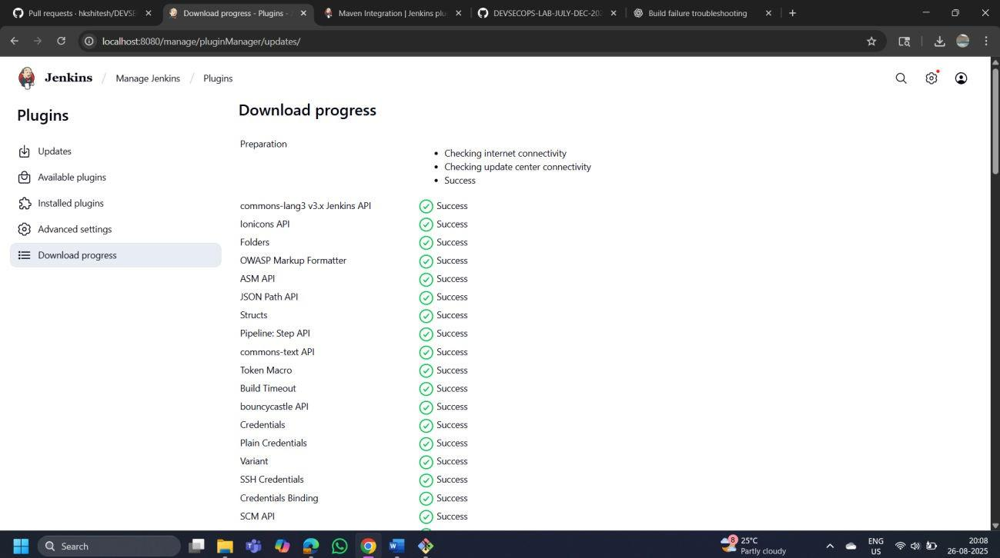 Pull requests · hkshitesh/DEVSE
Download progress - Plugins -
Maven Integration | Jenkins plu
DEVSECOPS-LAB-JULY-DEC-20
Build failure troubleshooting
localhost:8080/manage/pluginManager/updates/
Jenkins / Manage Jenkins / Plugins
Plugins
Updates
Available plugins
Installed plugins
Advanced settings
Download progress
Download progress
Preparation
• Checking internet connectivity
• Checking update center connectivity
• Success
commons-lang3 v3.x Jenkins API Success
Ionicons API Success
Folders Success
OWASP Markup Formatter Success
ASM API Success
JSON Path API Success
Structs Success
Pipeline: Step API Success
commons-text API Success
Token Macro Success
Build Timeout Success
bouncycastle API Success
Credentials Success
Plain Credentials Success
Variant Success
SSH Credentials Success
Credentials Binding Success
SCM API Success
Search
8
25°C
Partly cloudy
ENG
US
20:08
26-08-2025